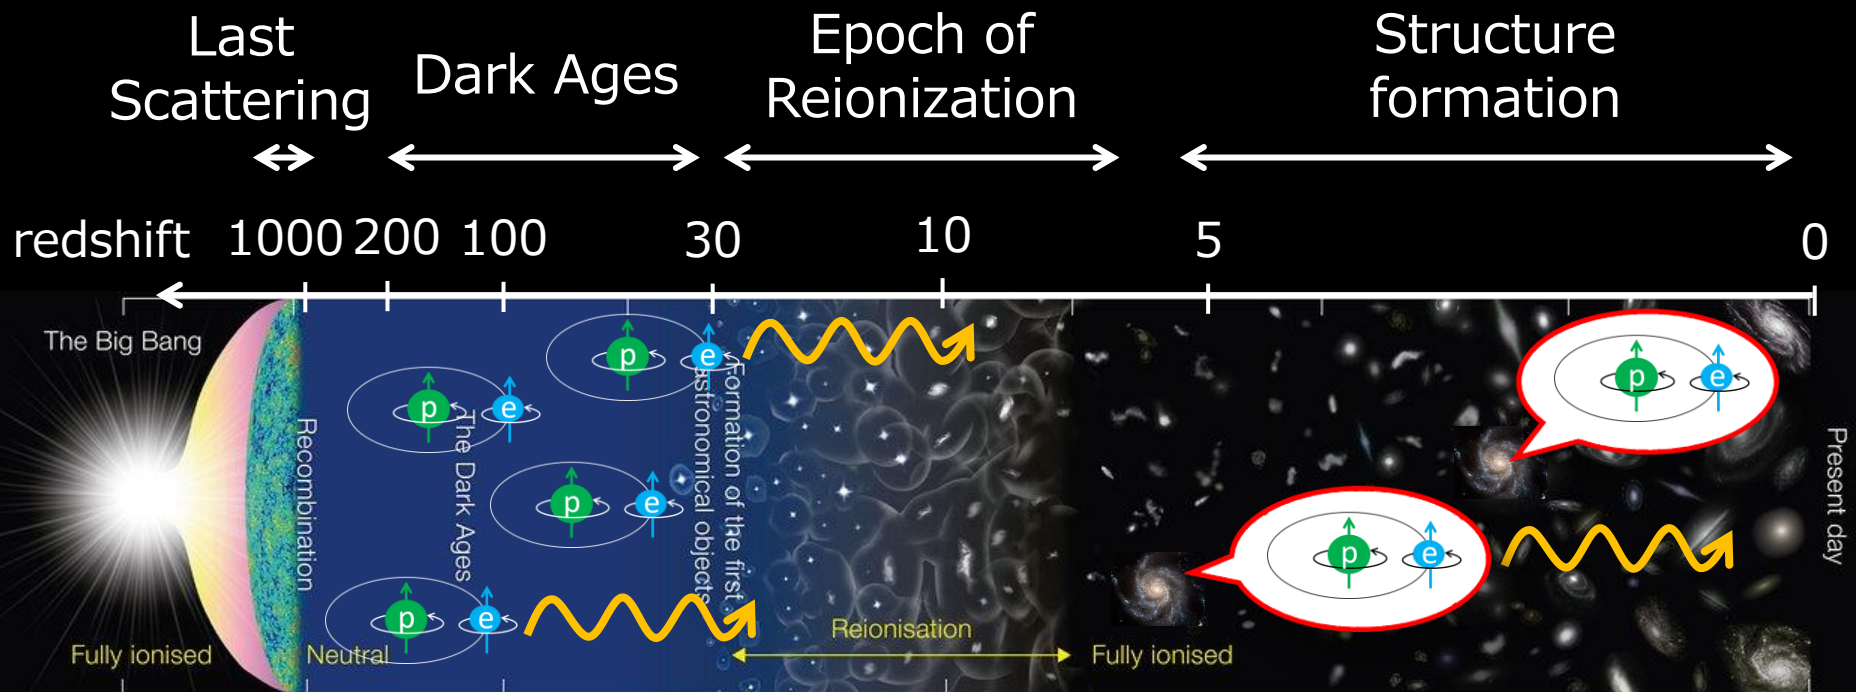 Last
Scattering
Dark Ages
Epoch of
Reionization
Structure
formation
redshift
1000
200
100
30
10
5
0
The Big Bang
Recombination
The Dark Ages
Formation of the first
astronomical objects
Present day
p
e
p
e
p
e
p
e
p
e
p
e
Fully ionised
Neutral
Reionisation
Fully ionised